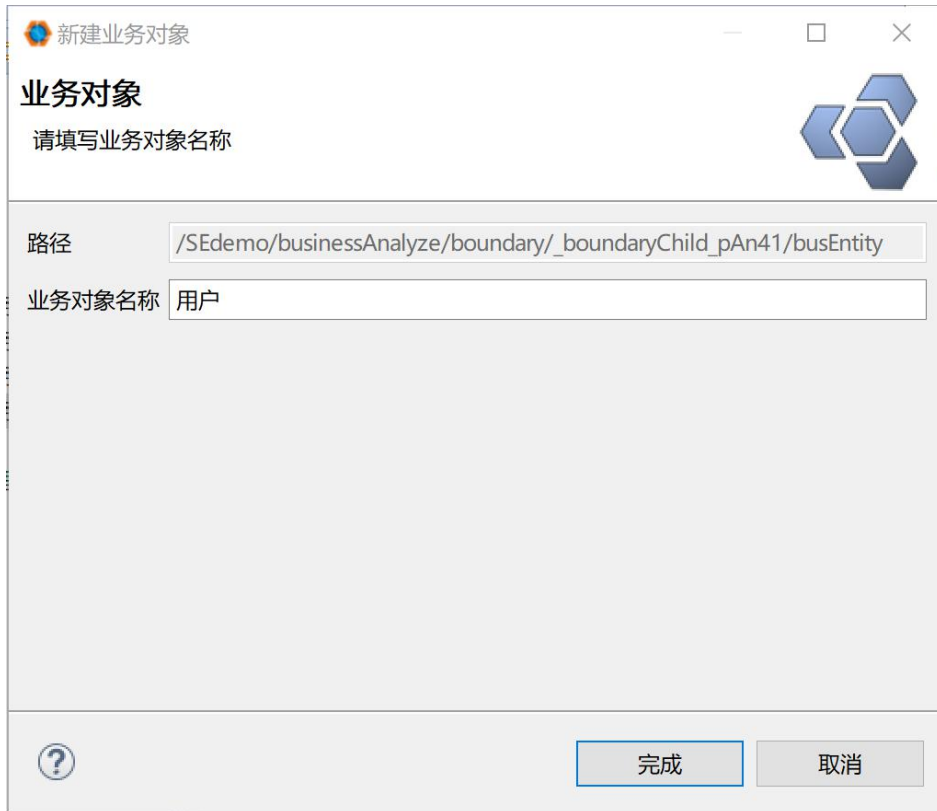 新建业务对象
业务对象
请填写业务对象名称
路径 /SEdemo/businessAnalyze/boundary/_boundaryChild_pAn41/busEntity
业务对象名称 用户
完成 取消